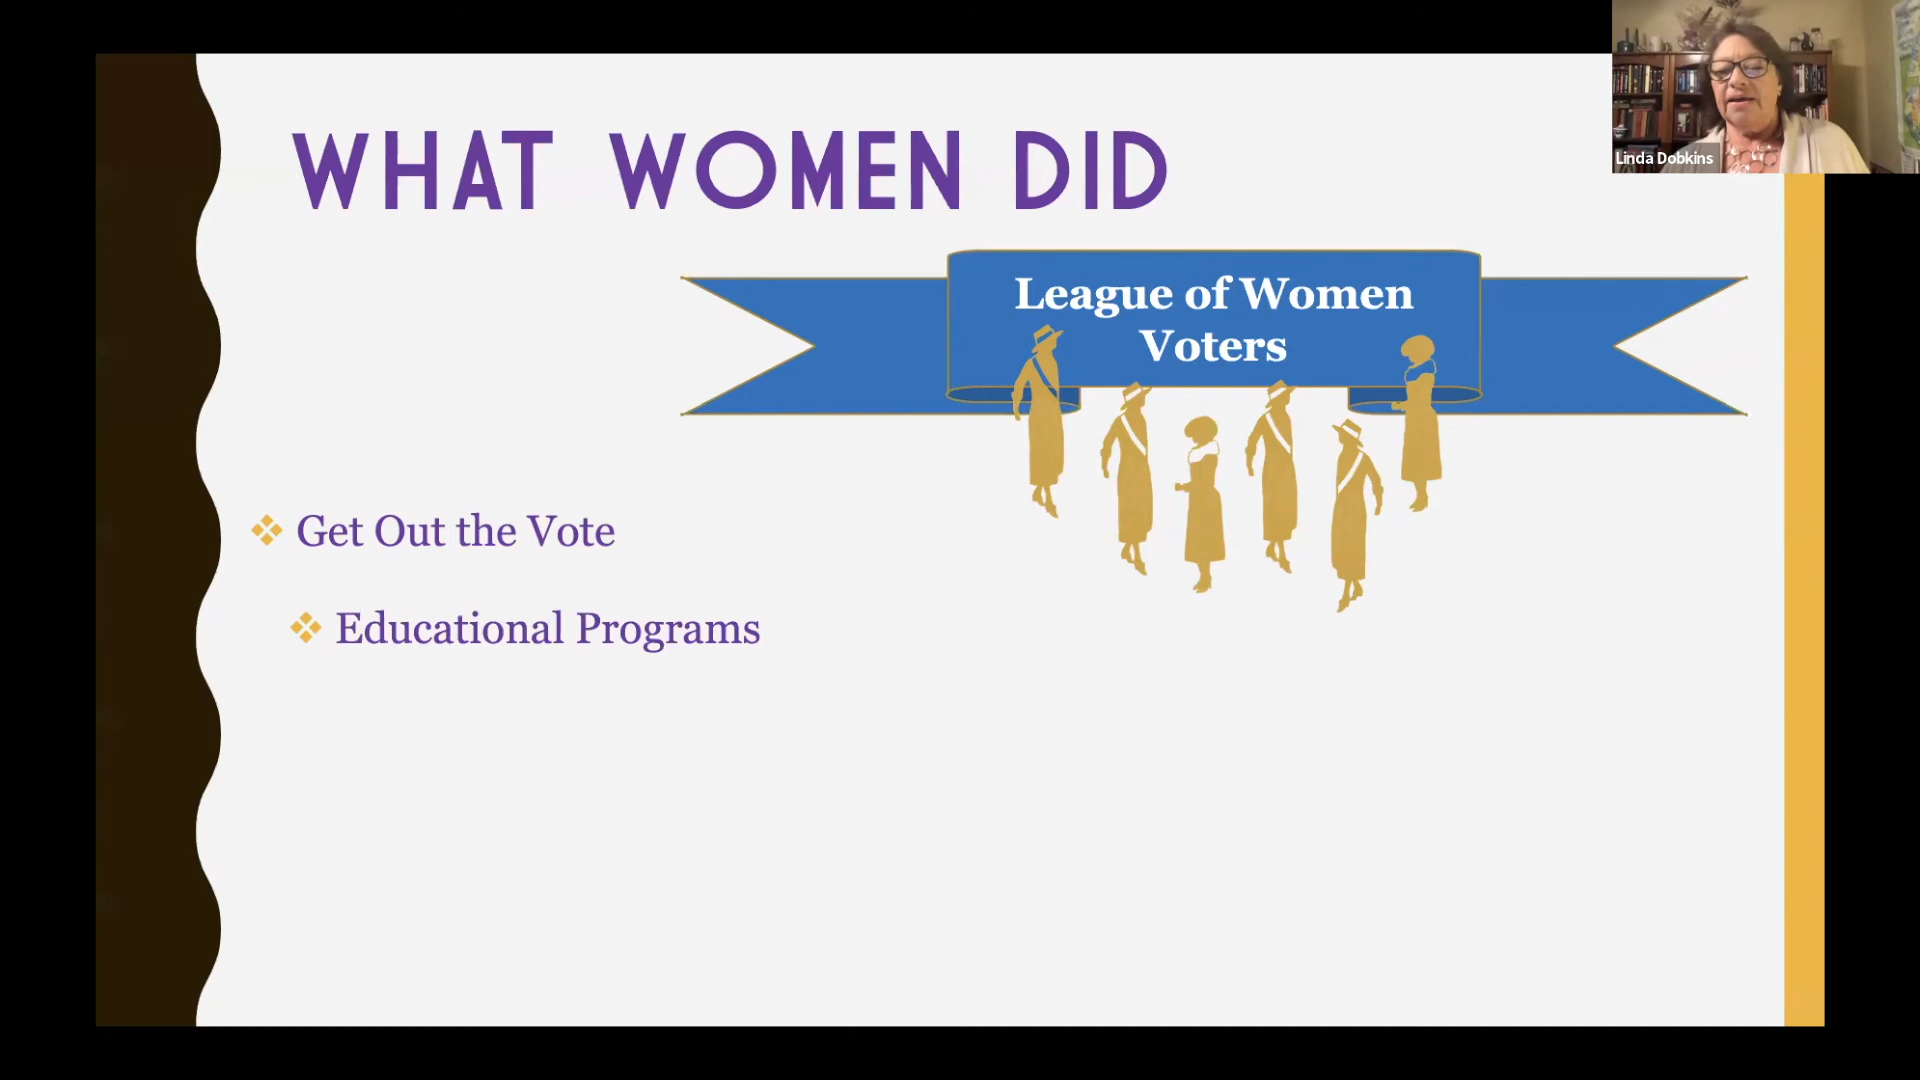 WHAT WOMEN DID
Linda Dobkins
League of Women
Voters
Get Out the Vote
Educational Programs